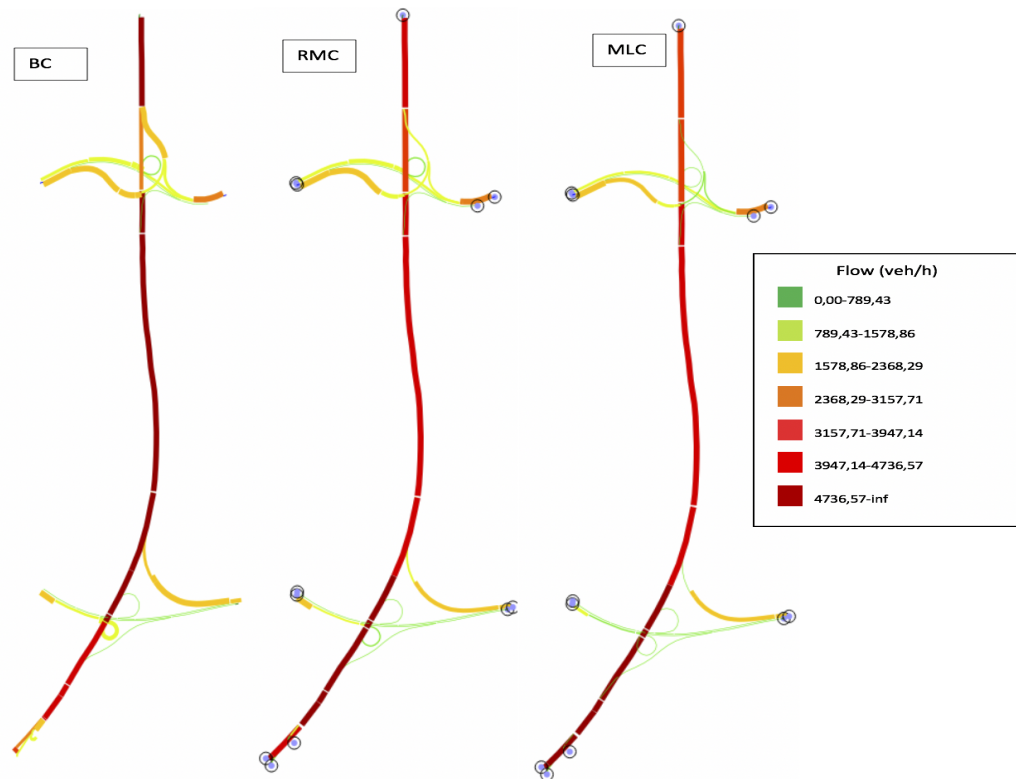 BC
RMC
MLC
Flow (veh/h)
0,00-789,43
789,43-1578,86
1578,86-2368,29
2368,29-3157,71
3157,71-3947,14
3947,14-4736,57
4736,57-inf